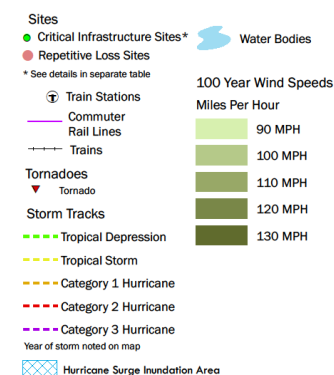 Sites
Critical Infrastructure Sites*
Repetitive Loss Sites
* See details in separate table
T Train Stations
Commuter
Rail Lines
Trains
Tornadoes
Tornado
Storm Tracks
Tropical Depression
Tropical Storm
Category 1 Hurricane
Category 2 Hurricane
Category 3 Hurricane
Year of storm noted on map
Hurricane Surge Inundation Area
Water Bodies
100 Year Wind Speeds
Miles Per Hour
90 MPH
100 MPH
110 MPH
120 MPH
130 MPH